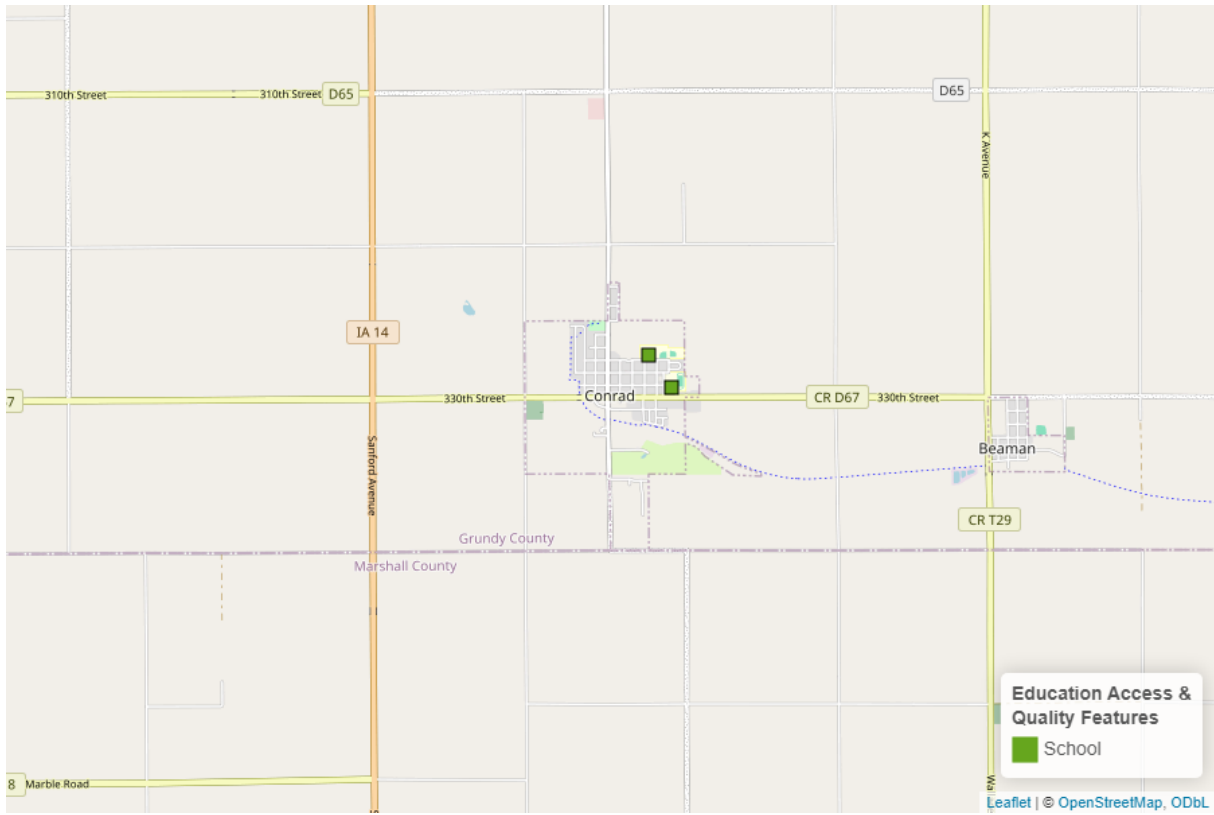 310th Street
310th Street
D65
D65
K Avenue
IA 14
7
330th Street
Conrad
CR D67
330th Street
Sanford Avenue
Beaman
CR T29
Grundy County
Marshall County
Education Access &
Quality Features
School
8
Marble Road
Leaflet | © OpenStreetMap, ODbL